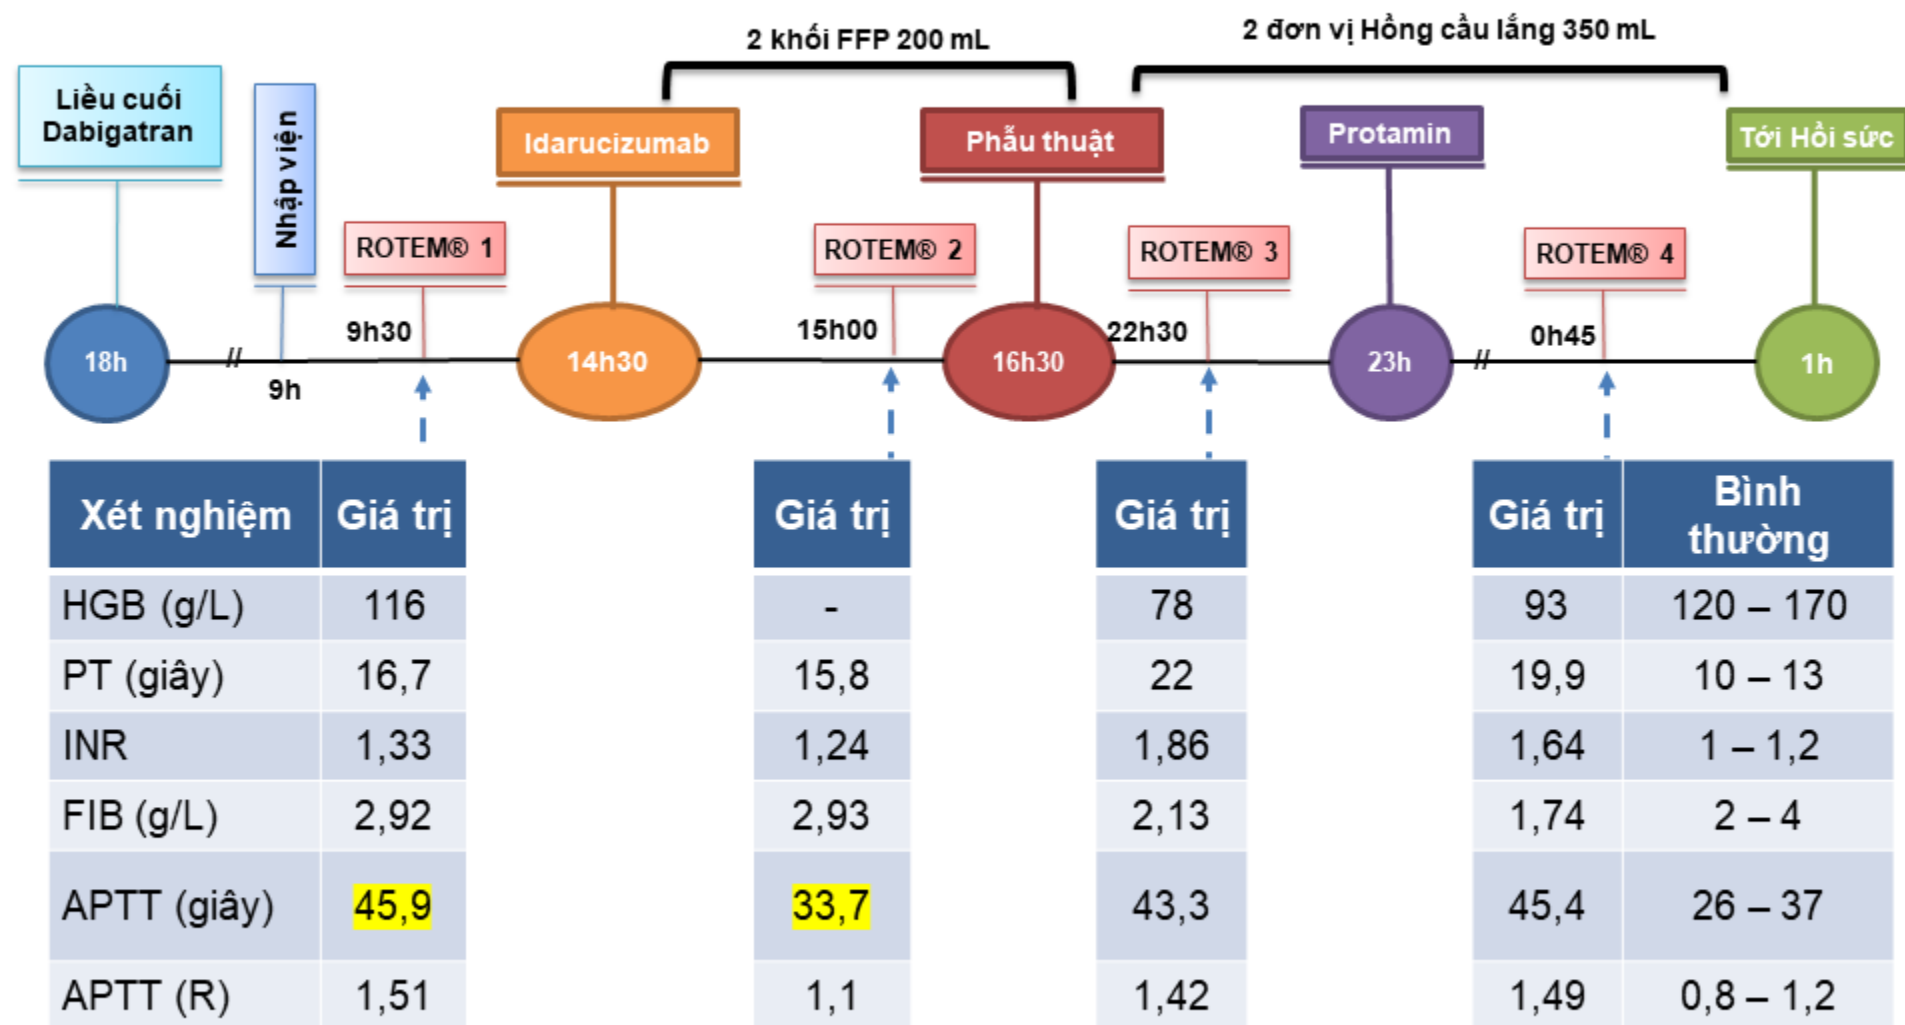 2 khối FFP 200 mL
2 đơn vị Hồng cầu lắng 350 mL
Liều cuối
Dabigatran
Nhập viện
Idarucizumab
Phẫu thuật
Protamin
Tới Hồi sức
ROTEM® 1
ROTEM® 2
ROTEM® 3
ROTEM® 4
18h
//
9h
9h30
14h30
15h00
16h30
22h30
23h
//
0h45
1h
Xét nghiệm Giá trị Giá trị Giá trị Giá trị Bình
thường
HGB (g/L) 116 - 78 93 120 – 170
PT (giây) 16,7 15,8 22 19,9 10 – 13
INR 1,33 1,24 1,86 1,64 1 – 1,2
FIB (g/L) 2,92 2,93 2,13 1,74 2 – 4
APTT (giây) 45,9 33,7 43,3 45,4 26 – 37
APTT (R) 1,51 1,1 1,42 1,49 0,8 – 1,2